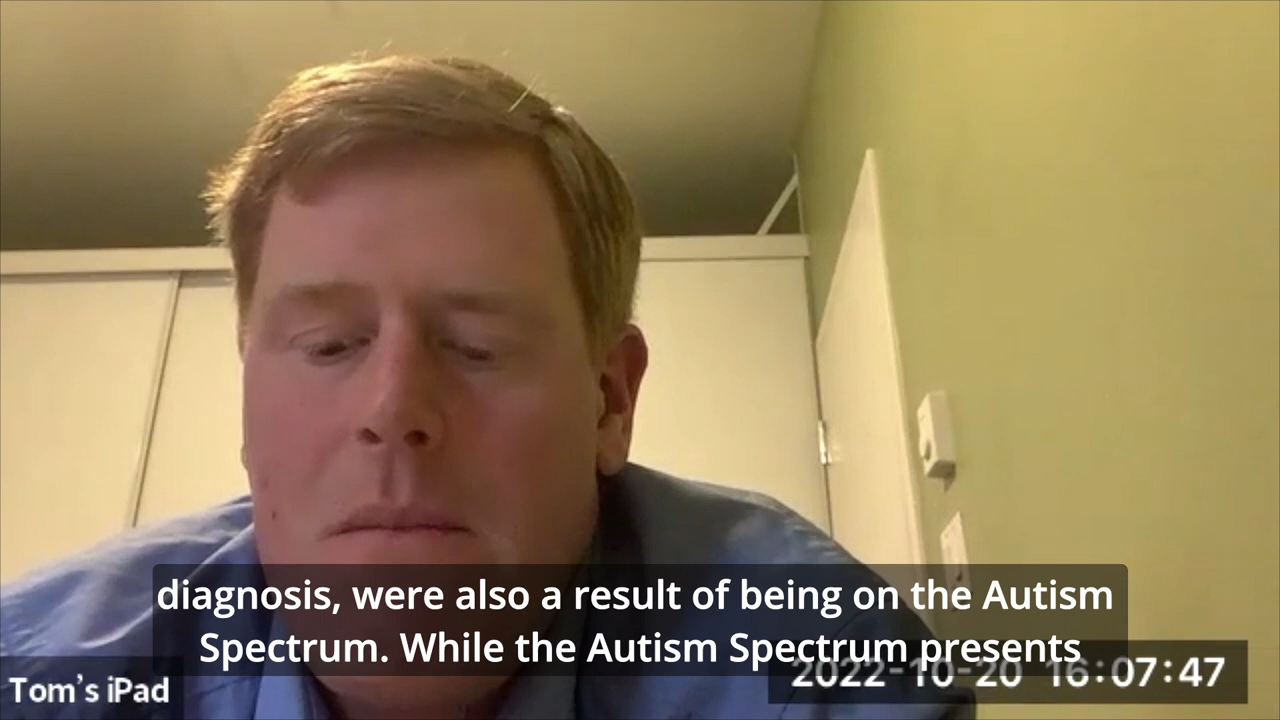 diagnosis, were also a result of being on the Autism
Spectrum. While the Autism Spectrum presents
Tom's iPad
2022-10-20 16:07:47